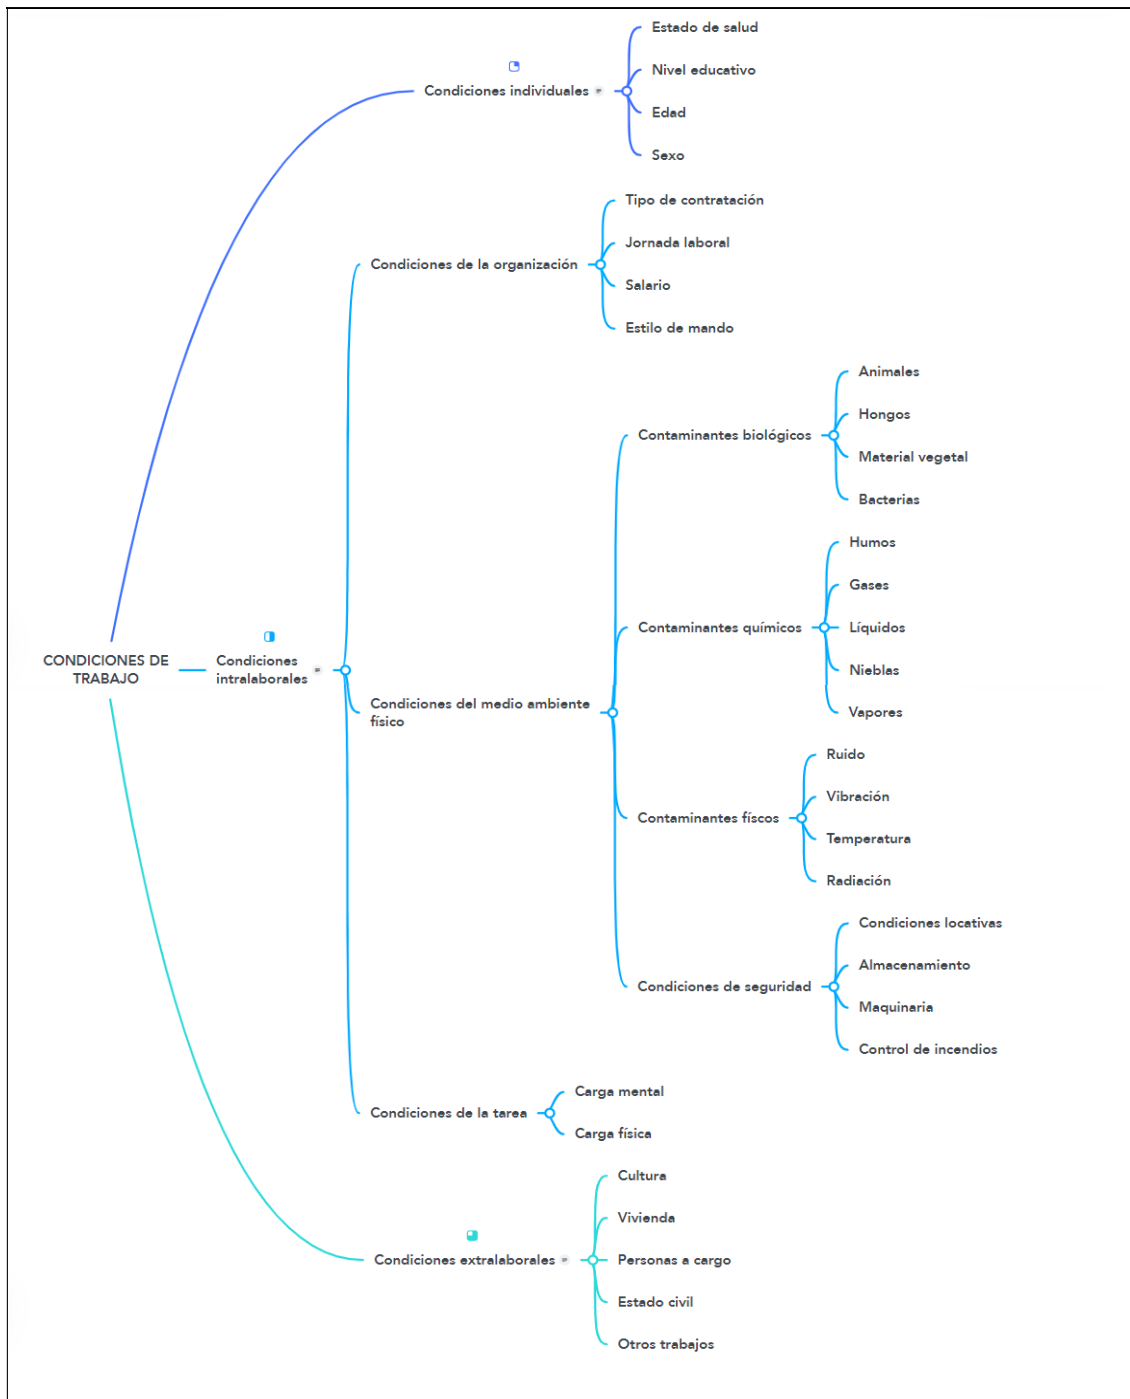 Estado de salud
Condiciones individuales
Nivel educativo
Edad
Sexo
Tipo de contratación
Condiciones de la organización
Jornada laboral
Salario
Estilo de mando
Animales
Contaminantes biológicos
Hongos
Material vegetal
Bacterias
Humos
Gases
Contaminantes químicos
Líquidos
Nieblas
Vapores
CONDICIONES DE
TRABAJO
Condiciones
intralaborales
Condiciones del medio ambiente
físico
Ruido
Vibración
Contaminantes físcos
Temperatura
Radiación
Condiciones locativas
Almacenamiento
Condiciones de seguridad
Maquinaria
Control de incendios
Carga mental
Condiciones de la tarea
Carga física
Cultura
Vivienda
Condiciones extralaborales
Personas a cargo
Estado civil
Otros trabajos